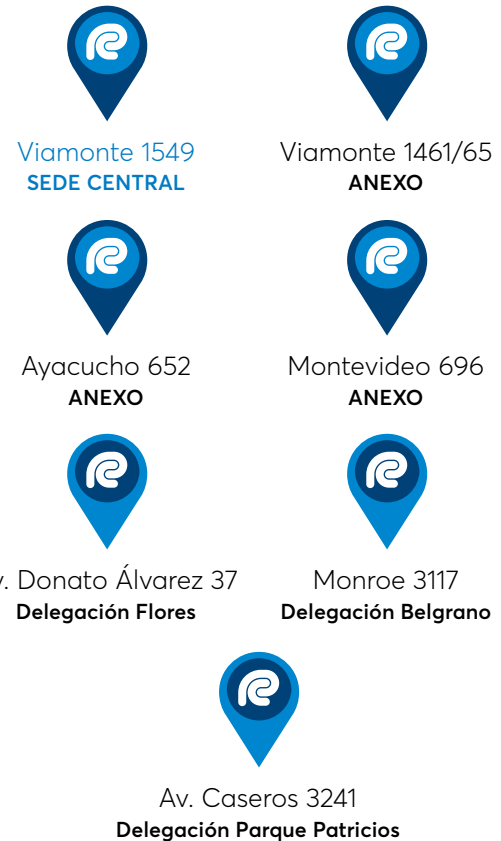 Viamonte 1549
SEDE CENTRAL
Viamonte 1461/65
ANEXO
Ayacucho 652
ANEXO
Montevideo 696
ANEXO
. Donato Álvarez 37
Delegación Flores
Monroe 3117
Delegación Belgrano
Av. Caseros 3241
Delegación Parque Patricios